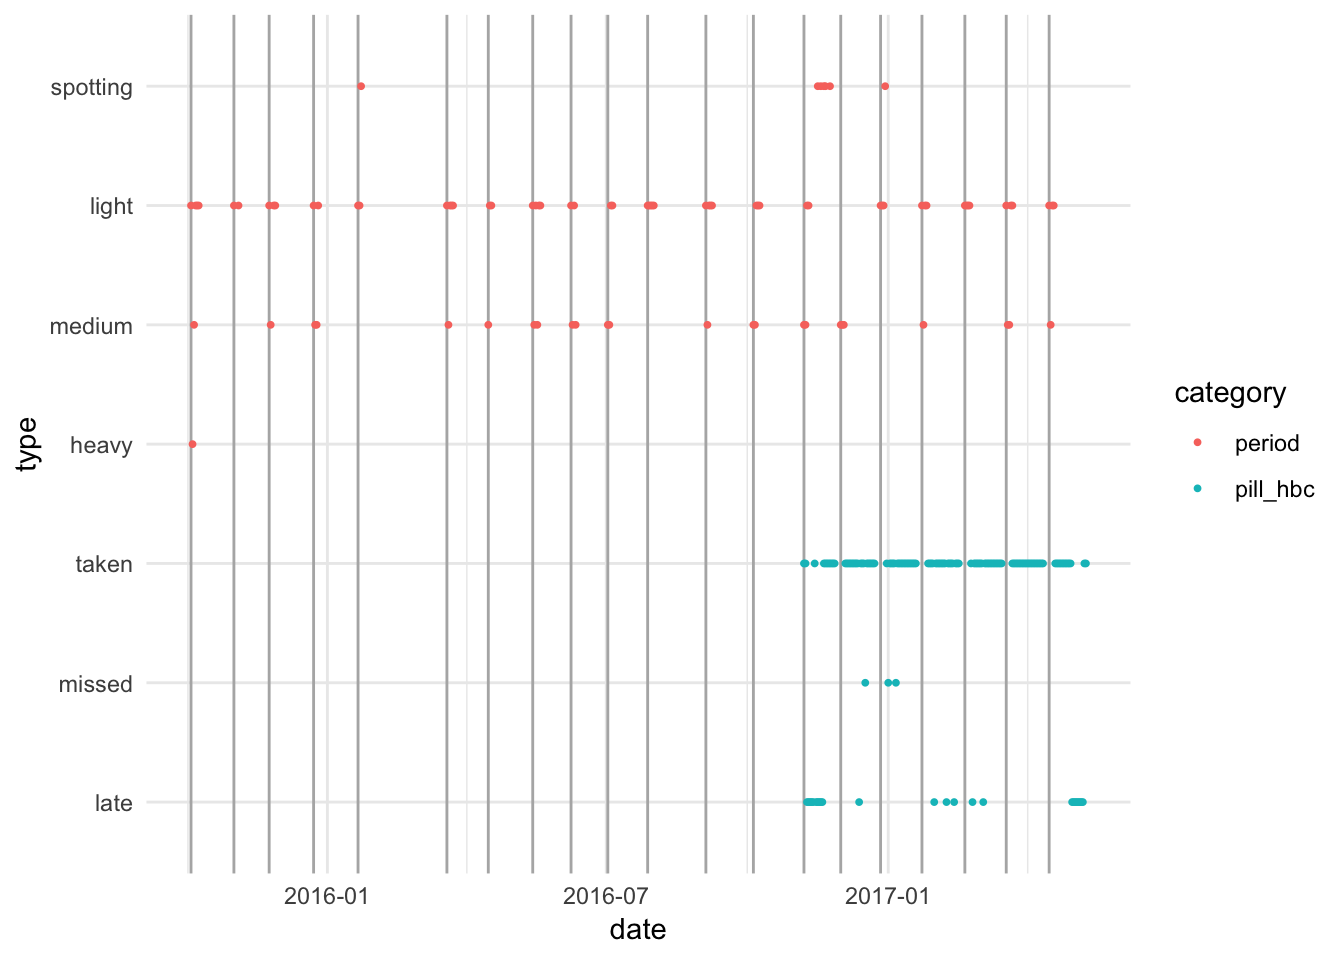 spotting
light
medium
heavy
taken
missed
late
type
2016-01
2016-07
2017-01
date
category
period
pill_hbc